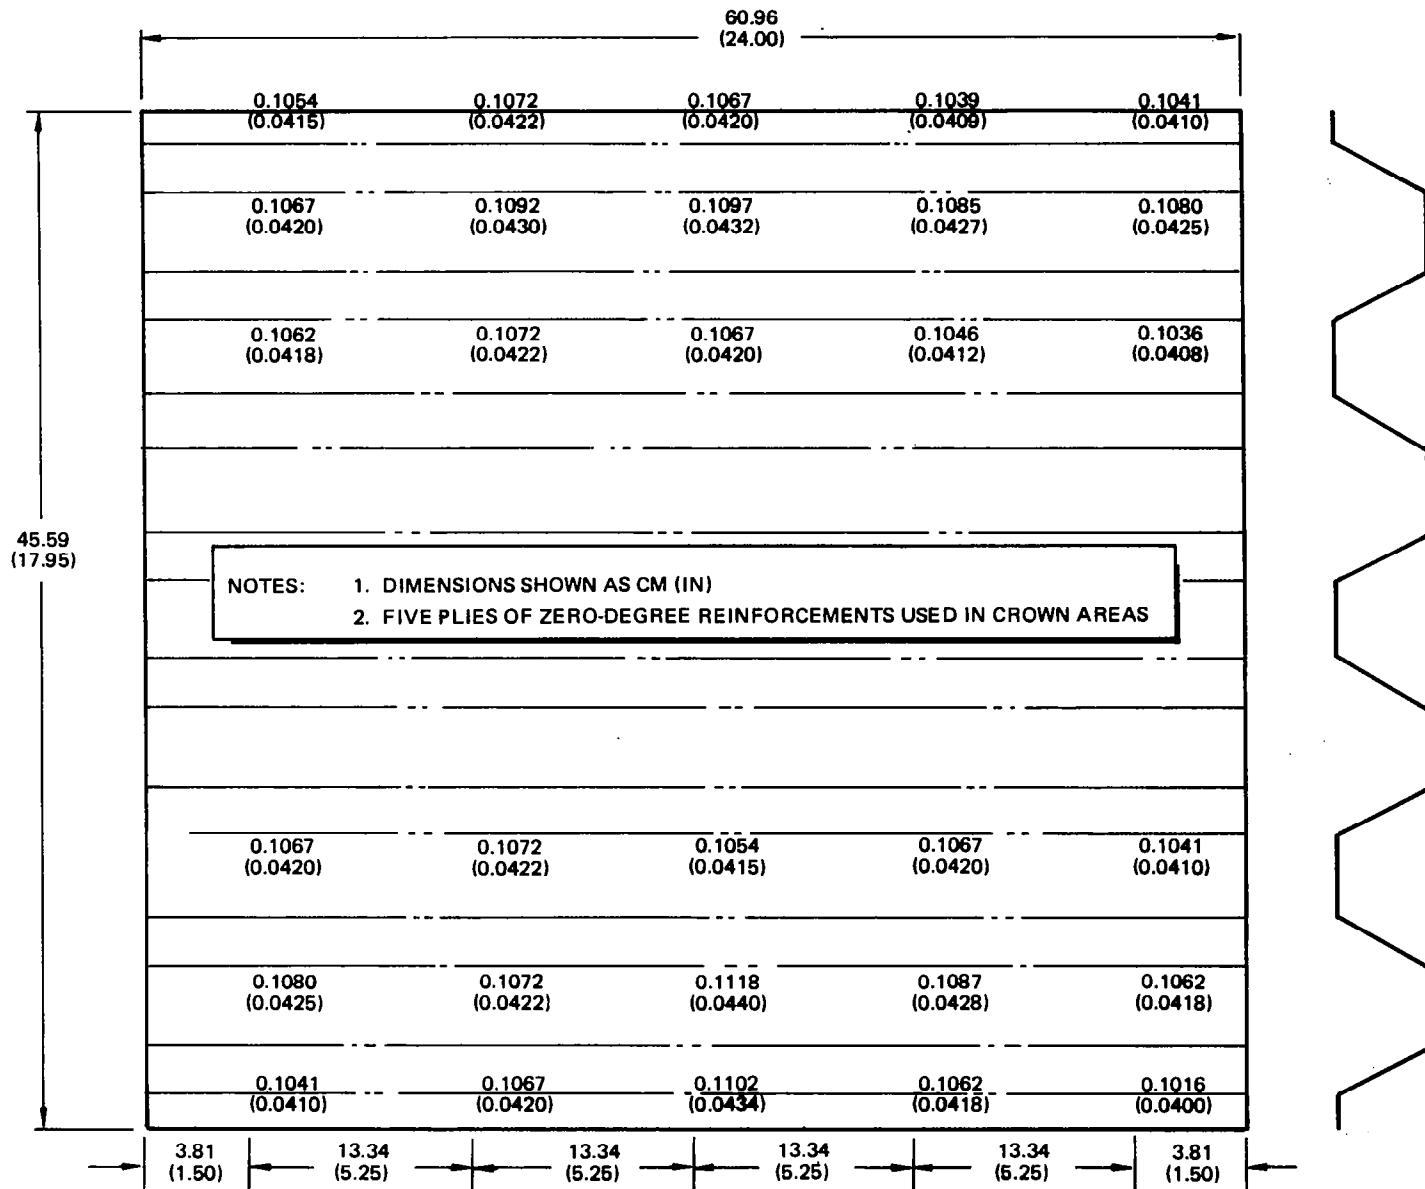 60.96
(24.00)
0.1054 0.1072 0.1067 0.1039 0.1041
(0.0415) (0.0422) (0.0420) (0.0409) (0.0410)
0.1067 0.1092 0.1097 0.1085 0.1080
(0.0420) (0.0430) (0.0432) (0.0427) (0.0425)
0.1062 0.1072 0.1067 0.1046 0.1036
(0.0418) (0.0422) (0.0420) (0.0412) (0.0408)
45.59
(17.95)
NOTES: 1. DIMENSIONS SHOWN AS CM (IN)
2. FIVE PLIES OF ZERO-DEGREE REINFORCEMENTS USED IN CROWN AREAS
0.1067 0.1072 0.1054 0.1067 0.1041
(0.0420) (0.0422) (0.0415) (0.0420) (0.0410)
0.1080 0.1072 0.1118 0.1087 0.1062
(0.0425) (0.0422) (0.0440) (0.0428) (0.0418)
0.1041 0.1067 0.1102 0.1062 0.1016
(0.0410) (0.0420) (0.0434) (0.0418) (0.0400)
3.81 13.34 13.34 13.34 13.34 3.81
(1.50) (5.25) (5.25) (5.25) (5.25) (1.50)